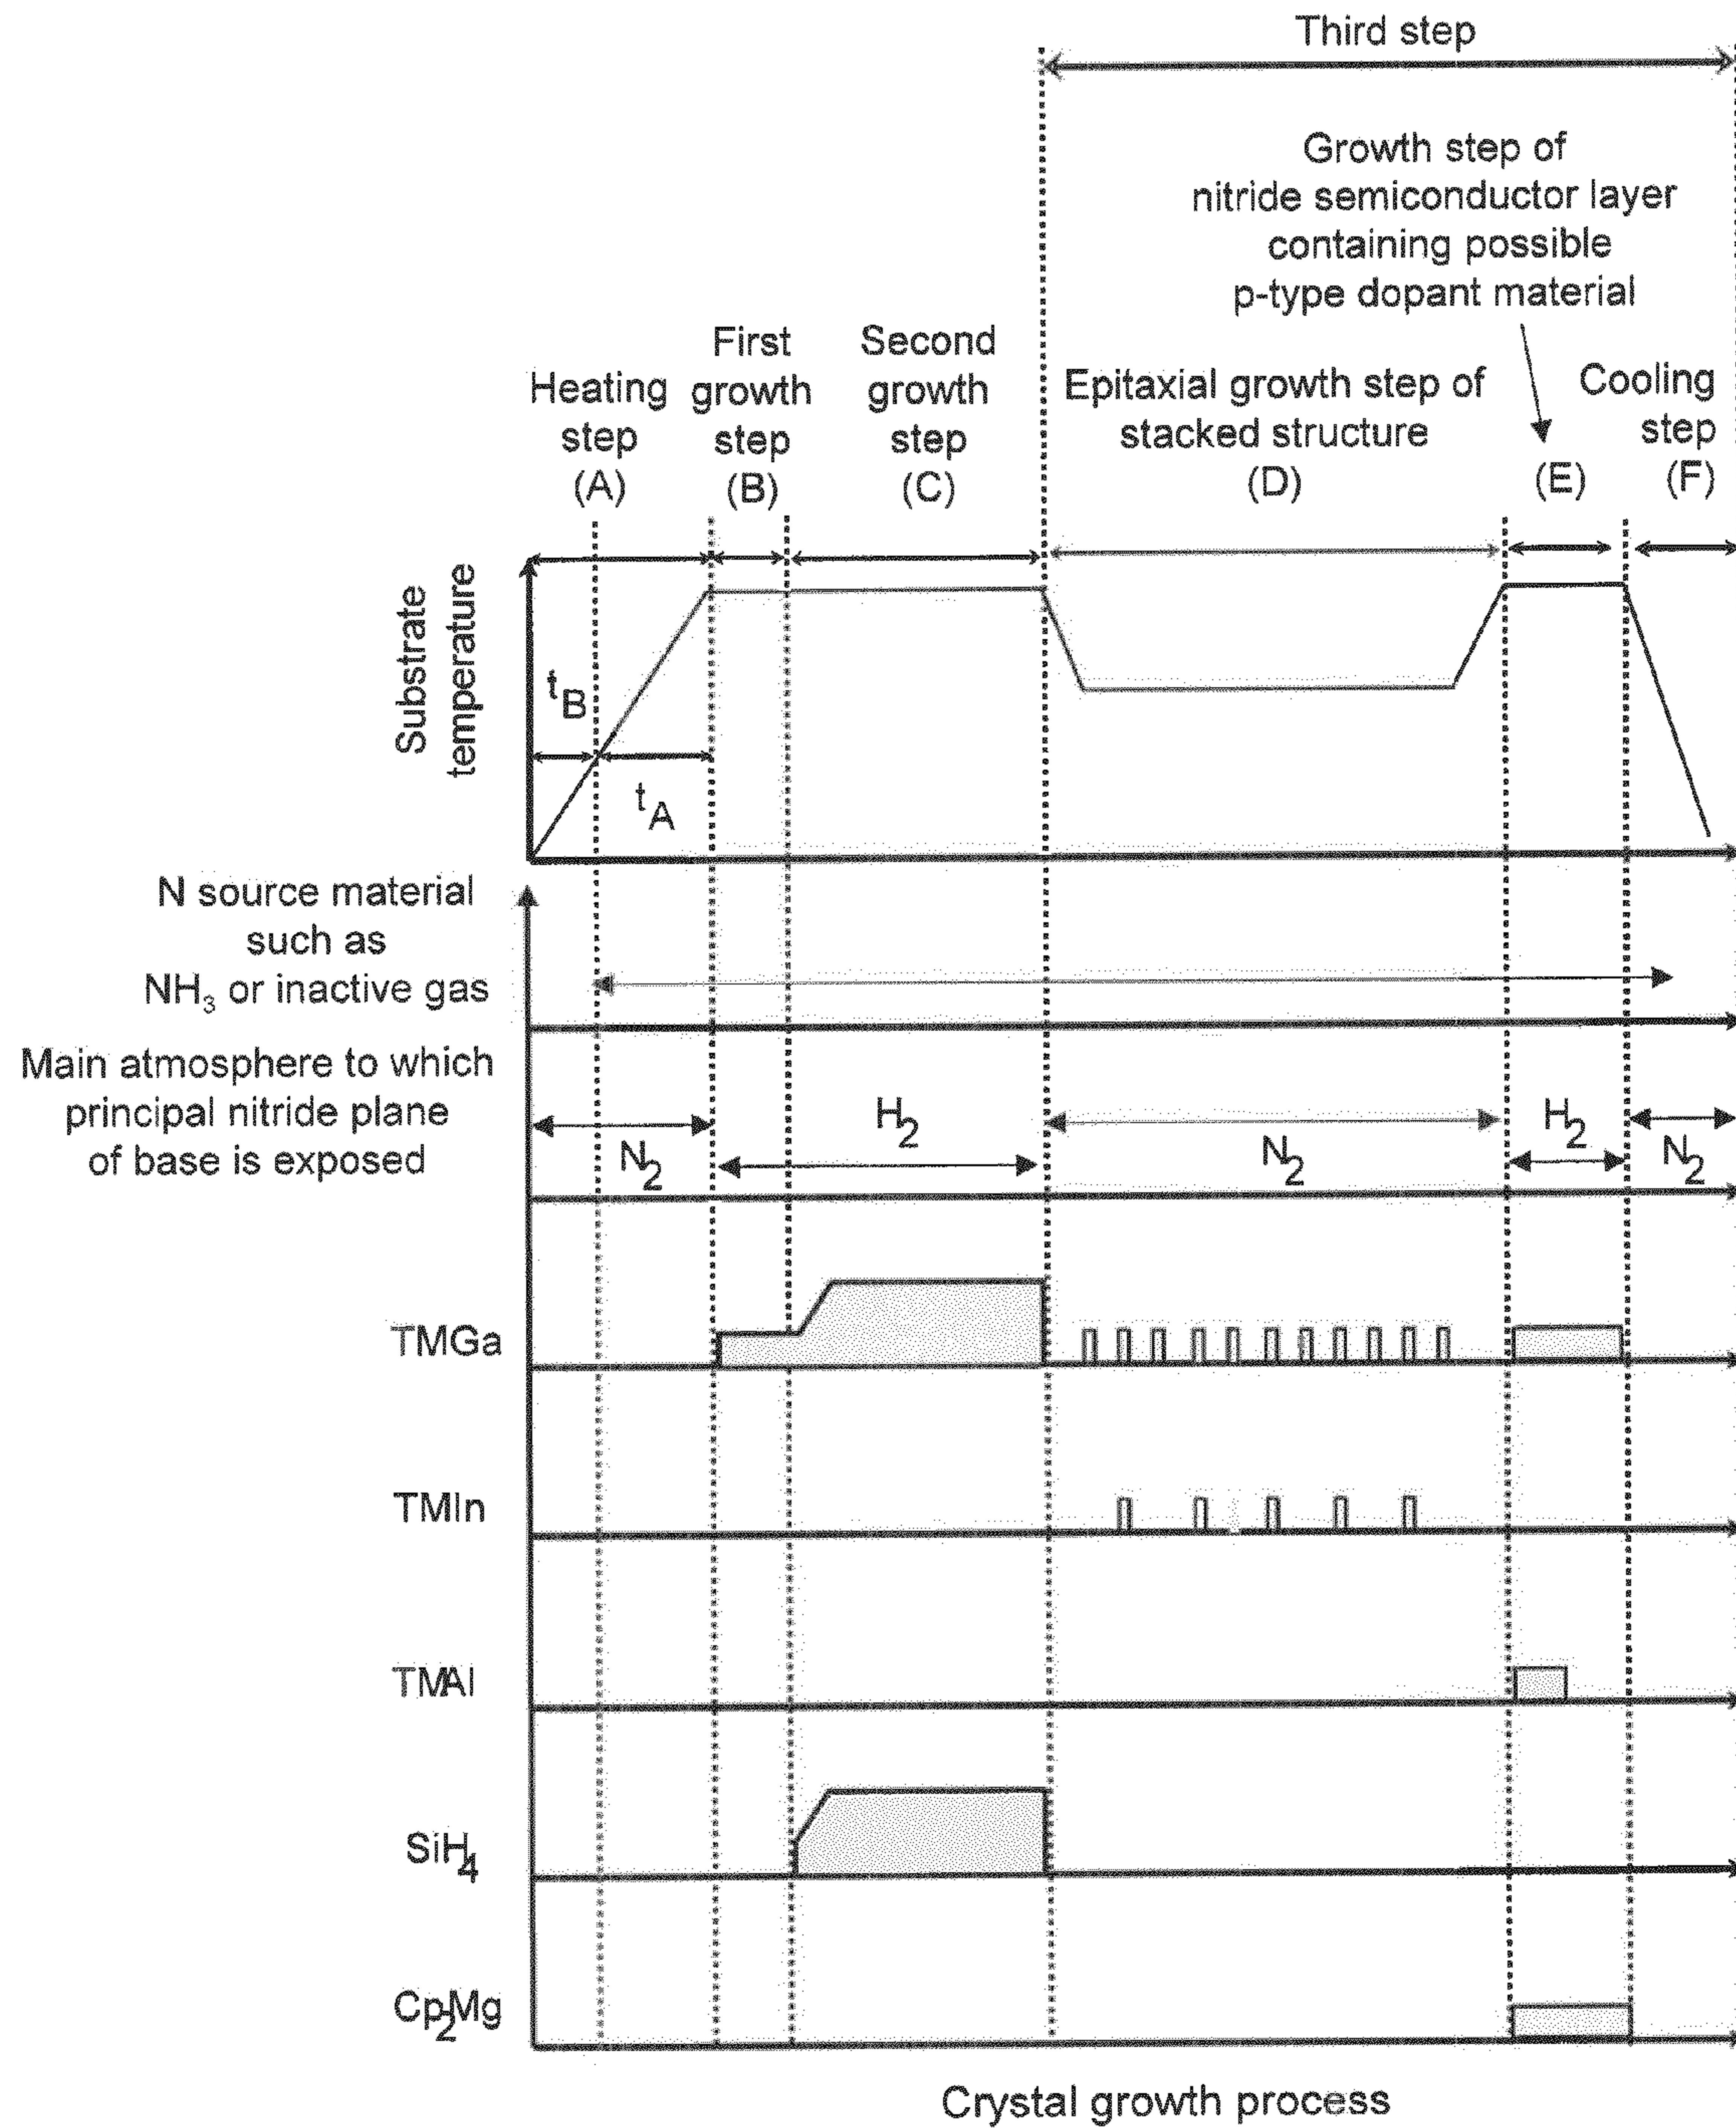 Third step
Growth step of
nitride semiconductor layer
containing possible
p-type dopant material
First
growth
step
(B)
Second
growth
step
(C)
Heating
step
(A)
Epitaxial growth step of
stacked structure
(D)
(E)
Cooling
step
(F)
Substrate
temperature
tB
tA
N source material
such as
NH3 or inactive gas
Main atmosphere to which
principal nitride plane
of base is exposed
N2
H2
N2
H2
N2
TMGa
TMIn
TMAl
SiH4
Cp2Mg
Crystal growth process